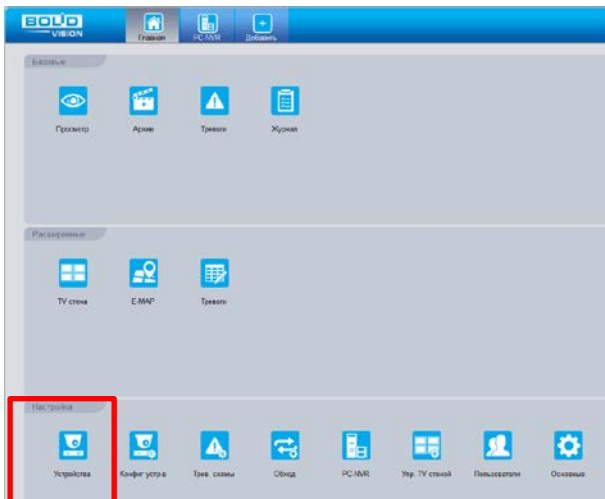 BOLID
VISION
Главная
PC-NVR
Добавить
Базовые
Просмотр
Архив
Тревоги
Журнал
Расширенные
TV стена
E-MAP
Тревоги
Настройка
Устройства
Конфиг устр-в
Трев. схемы
Обход
PC-NVR
Упр. TV стеной
Пользователи
Основные